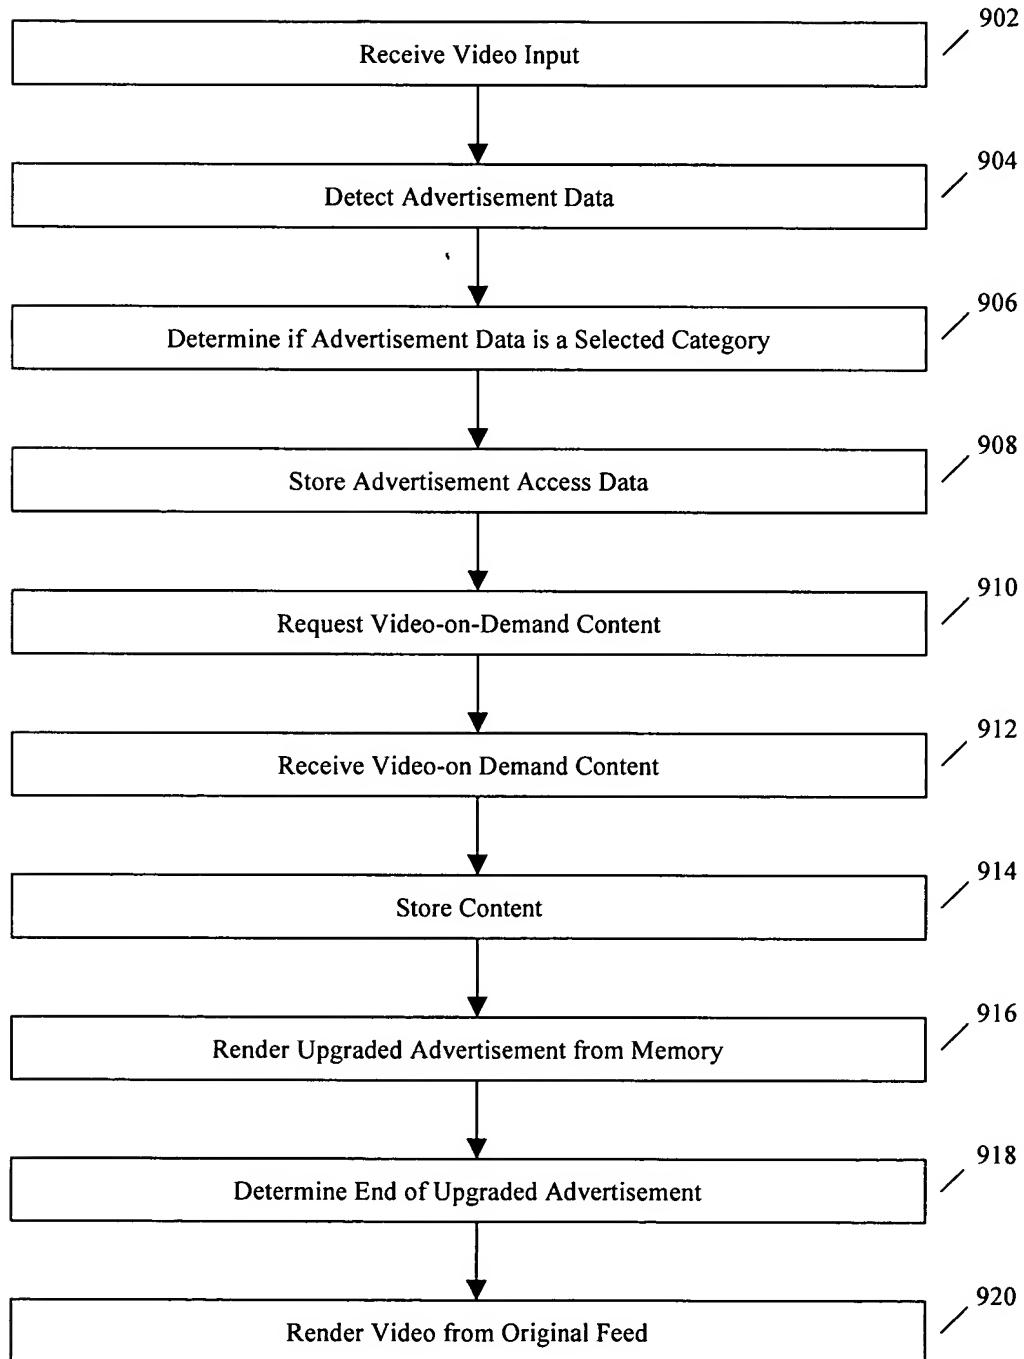 902
Receive Video Input
904
Detect Advertisement Data
906
Determine if Advertisement Data is a Selected Category
908
Store Advertisement Access Data
910
Request Video-on-Demand Content
912
Receive Video-on Demand Content
914
Store Content
916
Render Upgraded Advertisement from Memory
918
Determine End of Upgraded Advertisement
920
Render Video from Original Feed